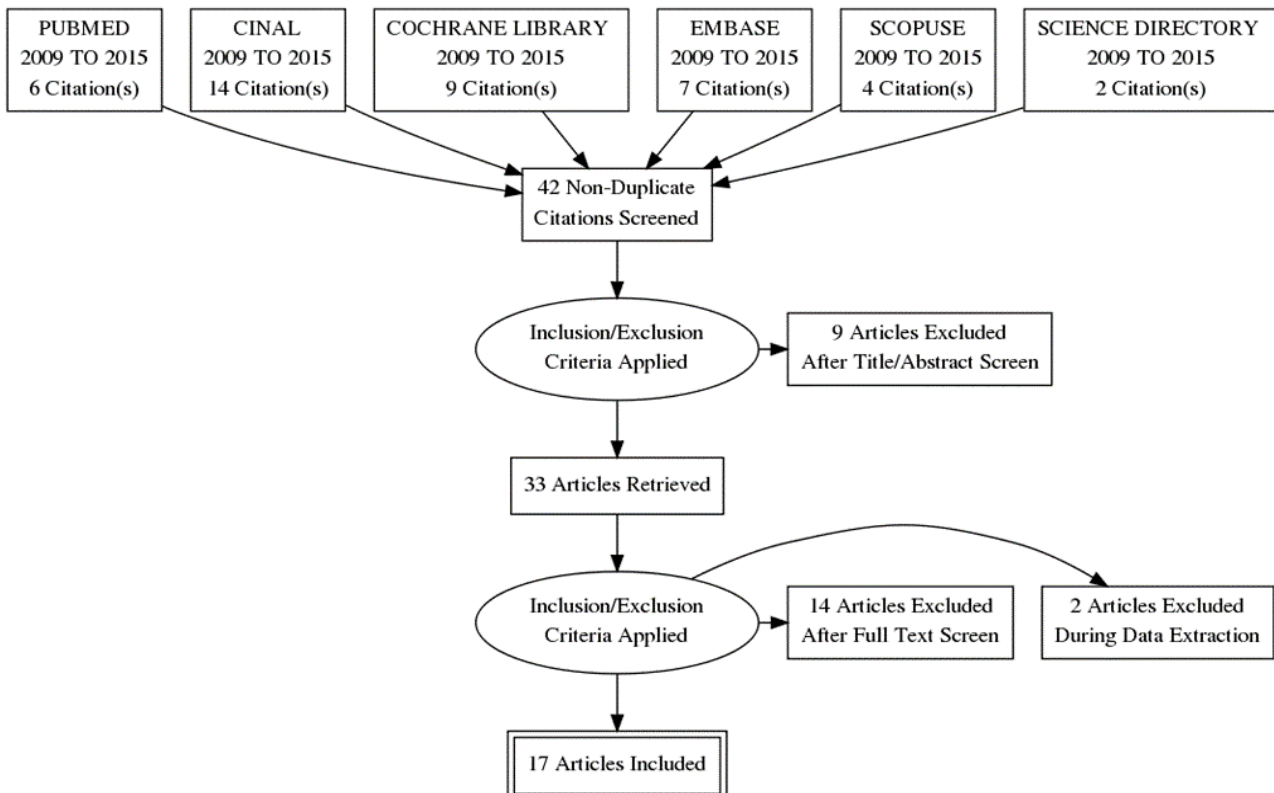 PUBMED
2009 TO 2015
6 Citation(s)
CINAL
2009 TO 2015
14 Citation(s)
COCHRANE LIBRARY
2009 TO 2015
9 Citation(s)
EMBASE
2009 TO 2015
7 Citation(s)
SCOPUSE
2009 TO 2015
4 Citation(s)
SCIENCE DIRECTORY
2009 TO 2015
2 Citation(s)
42 Non-Duplicate
Citations Screened
Inclusion/Exclusion
Criteria Applied
9 Articles Excluded
After Title/Abstract Screen
33 Articles Retrieved
Inclusion/Exclusion
Criteria Applied
14 Articles Excluded
After Full Text Screen
2 Articles Excluded
During Data Extraction
17 Articles Included